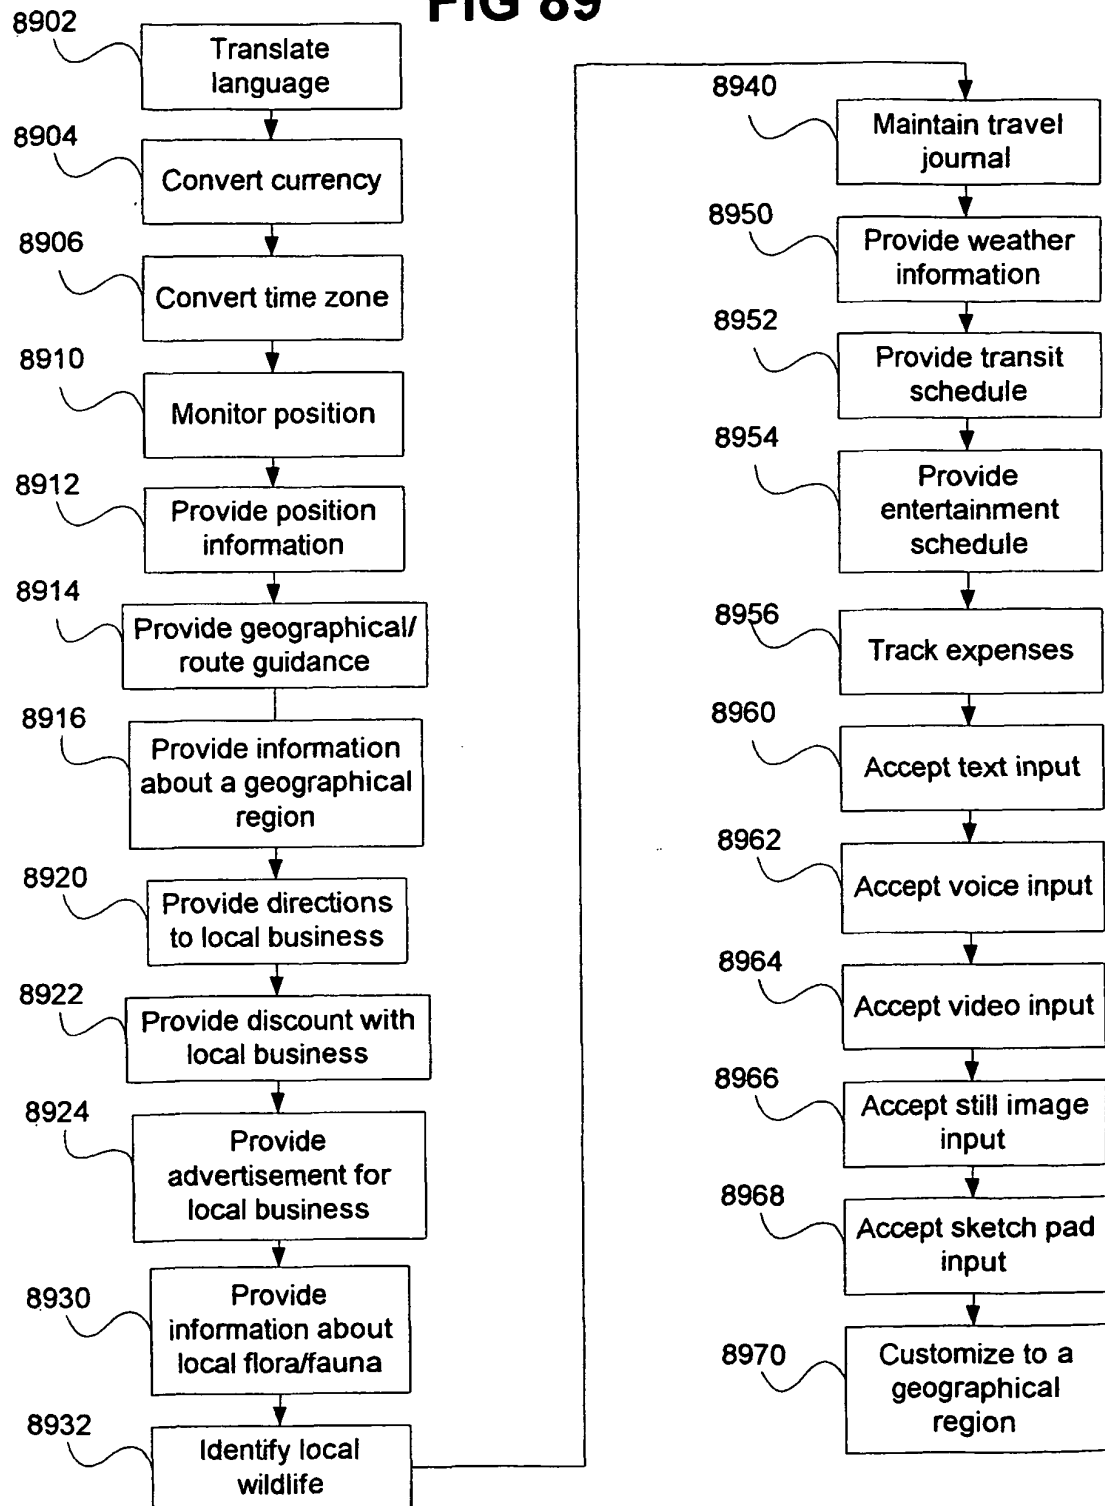 FIG 89
8902
Translate
language
8904
Convert currency
8906
Convert time zone
8910
Monitor position
8912
Provide position
information
8914
Provide geographical/
route guidance
8916
Provide information
about a geographical
region
8920
Provide directions
to local business
8922
Provide discount with
local business
8924
Provide
advertisement for
local business
8930
Provide
information about
local flora/fauna
8932
Identify local
wildlife
8940
Maintain travel
journal
8950
Provide weather
information
8952
Provide transit
schedule
8954
Provide
entertainment
schedule
8956
Track expenses
8960
Accept text input
8962
Accept voice input
8964
Accept video input
8966
Accept still image
input
8968
Accept sketch pad
input
8970
Customize to a
geographical
region